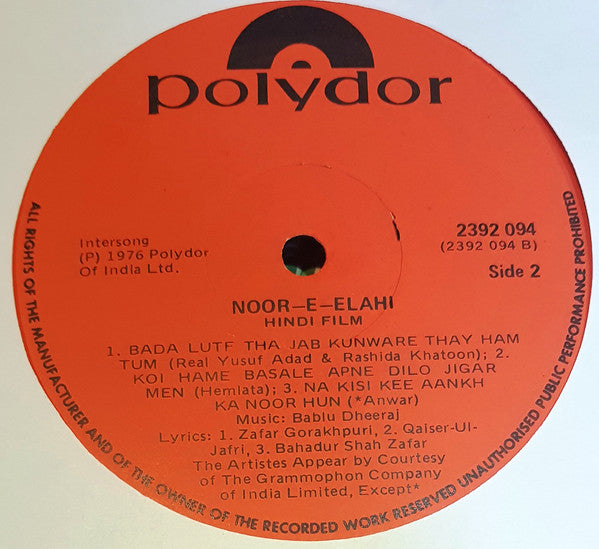 polydor
Intersong
(P) 1976 Polydor
Of India Ltd.
2392 094
(2392 094 B)
Side 2
NOOR-E-ELAHI
HINDI FILM
1. BADA LUTF THA JAB KUNWARE THAY HAM
TUM (Real Yusuf Adad & Rashida Khatoon); 2.
KOI HAME BASALE APNE DILO JIGAR
MEN (Hemlata); 3. NA KISI KEE AANKH
KA NOOR HUN (*Anwar)
Music: Bablu Dheeraj
Lyrics: 1. Zafar Gorakhpuri, 2. Qaiser-Ul-
Jafri, 3. Bahadur Shah Zafar
The Artistes Appear by Courtesy
of The Grammophon Company
of India Limited, Except*
ALL RIGHTS OF THE MANUFACTURER AND OF THE OWNER OF THE RECORDED WORK RESERVED UNAUTHORISED PUBLIC PERFORMANCE PROHIBITED